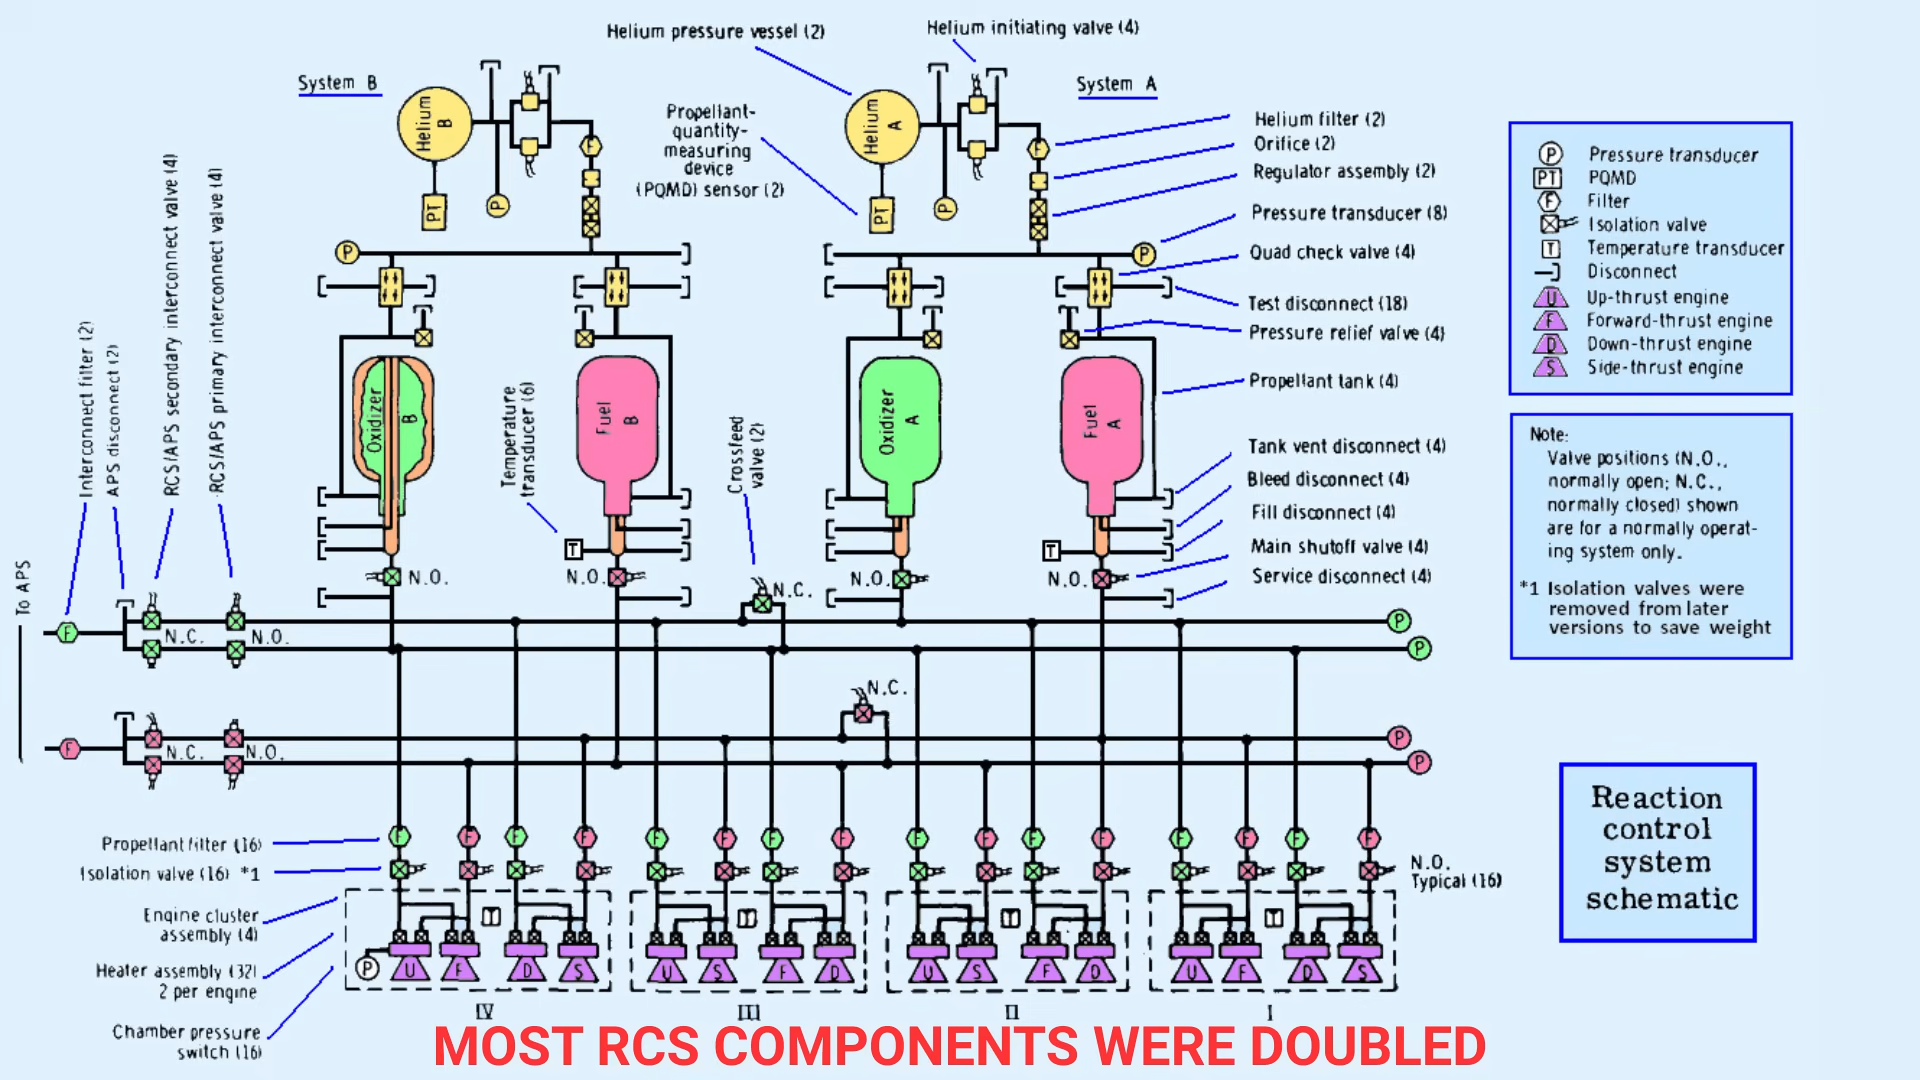 Helium pressure vessel (2)
Helium initiating valve (4)
System B
System A
Helium
B
Helium
A
Propellant-
quantity-
measuring
device
(PQMD) sensor (2)
PT
P
F
PT
P
F
Helium filter (2)
Orifice (2)
Regulator assembly (2)
Pressure transducer (8)
Quad check valve (4)
Test disconnect (18)
Pressure relief valve (4)
Propellant tank (4)
Tank vent disconnect (4)
Bleed disconnect (4)
Fill disconnect (4)
Main shutoff valve (4)
Service disconnect (4)
P
P
Interconnect filter (2)
APS disconnect (2)
RCS/APS secondary interconnect valve (4)
RCS/APS primary interconnect valve (4)
Oxidizer
B
Temperature
transducer (6)
Fuel
B
Crossfeed
valve (2)
Oxidizer
A
Fuel
A
T
T
N.O.
N.O.
N.O.
N.O.
To APS
F
N.C.
N.O.
N.C.
P
P
F
N.C.
N.O.
N.C.
P
P
Propellant filter (16)
Isolation valve (16) *1
F F F F F F F F F F F F F F F F
N.O.
Typical (16)
Engine cluster
assembly (4)
Heater assembly (32)
2 per engine
Chamber pressure
switch (16)
T T T T
P U F D S U S F D U S F D U F D S
IV III II I
P Pressure transducer
PT PQMD
F Filter
Isolation valve
T Temperature transducer
Disconnect
U Up-thrust engine
F Forward-thrust engine
D Down-thrust engine
S Side-thrust engine
Note:
Valve positions (N.O.,
normally open; N.C.,
normally closed) shown
are for a normally operat-
ing system only.
*1 Isolation valves were
removed from later
versions to save weight
Reaction
control
system
schematic
MOST RCS COMPONENTS WERE DOUBLED